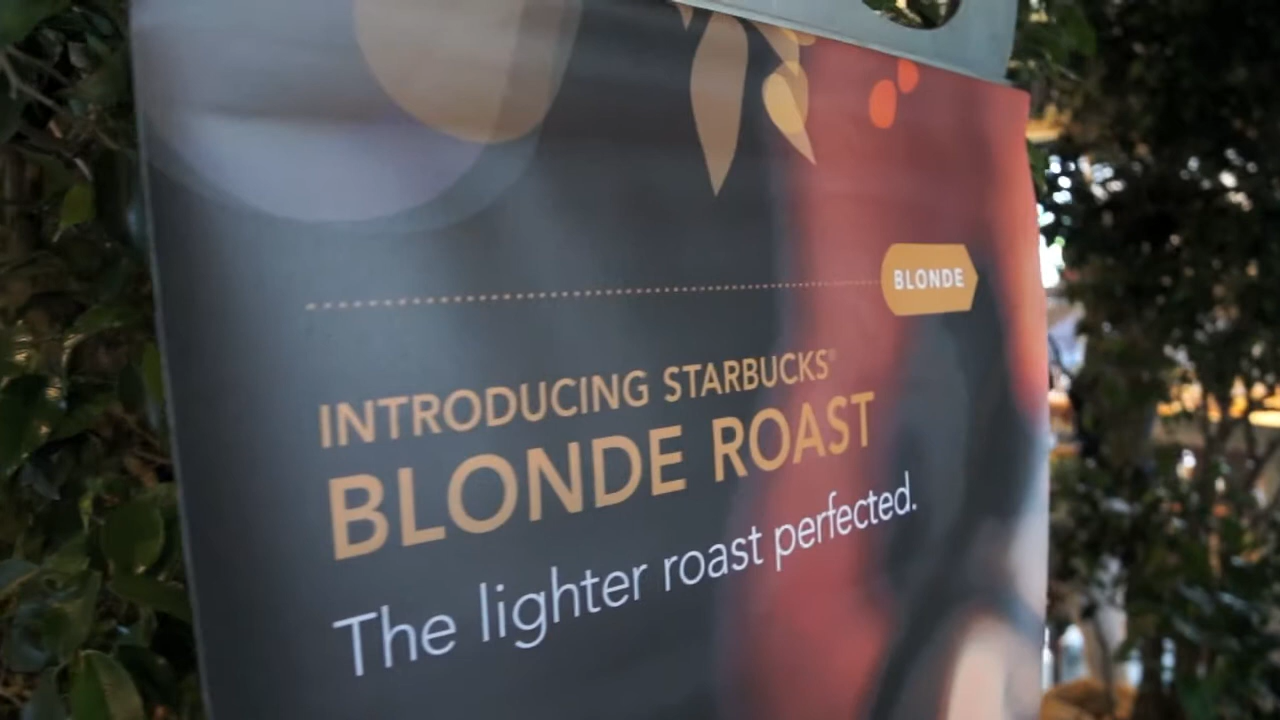 BLONDE
INTRODUCING STARBUCKS®
BLONDE ROAST
The lighter roast perfected.